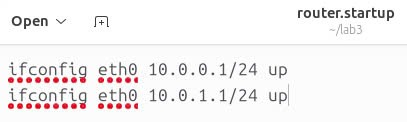 Open
router.startup
~/lab3
ifconfig eth0 10.0.0.1/24 up
ifconfig eth0 10.0.1.1/24 up